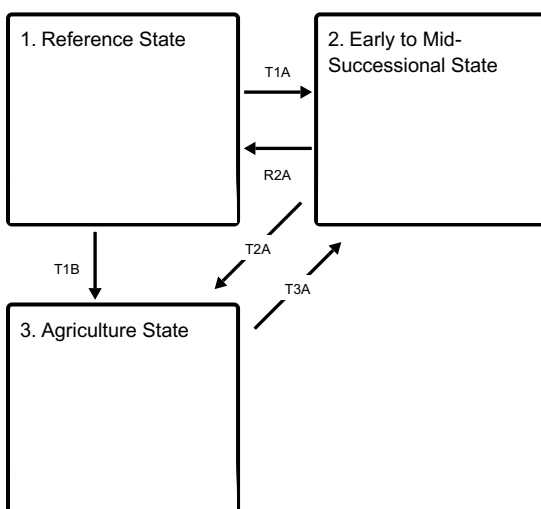 1. Reference State
2. Early to Mid-
Successional State
T1A
R2A
T2A
T1B
T3A
3. Agriculture State